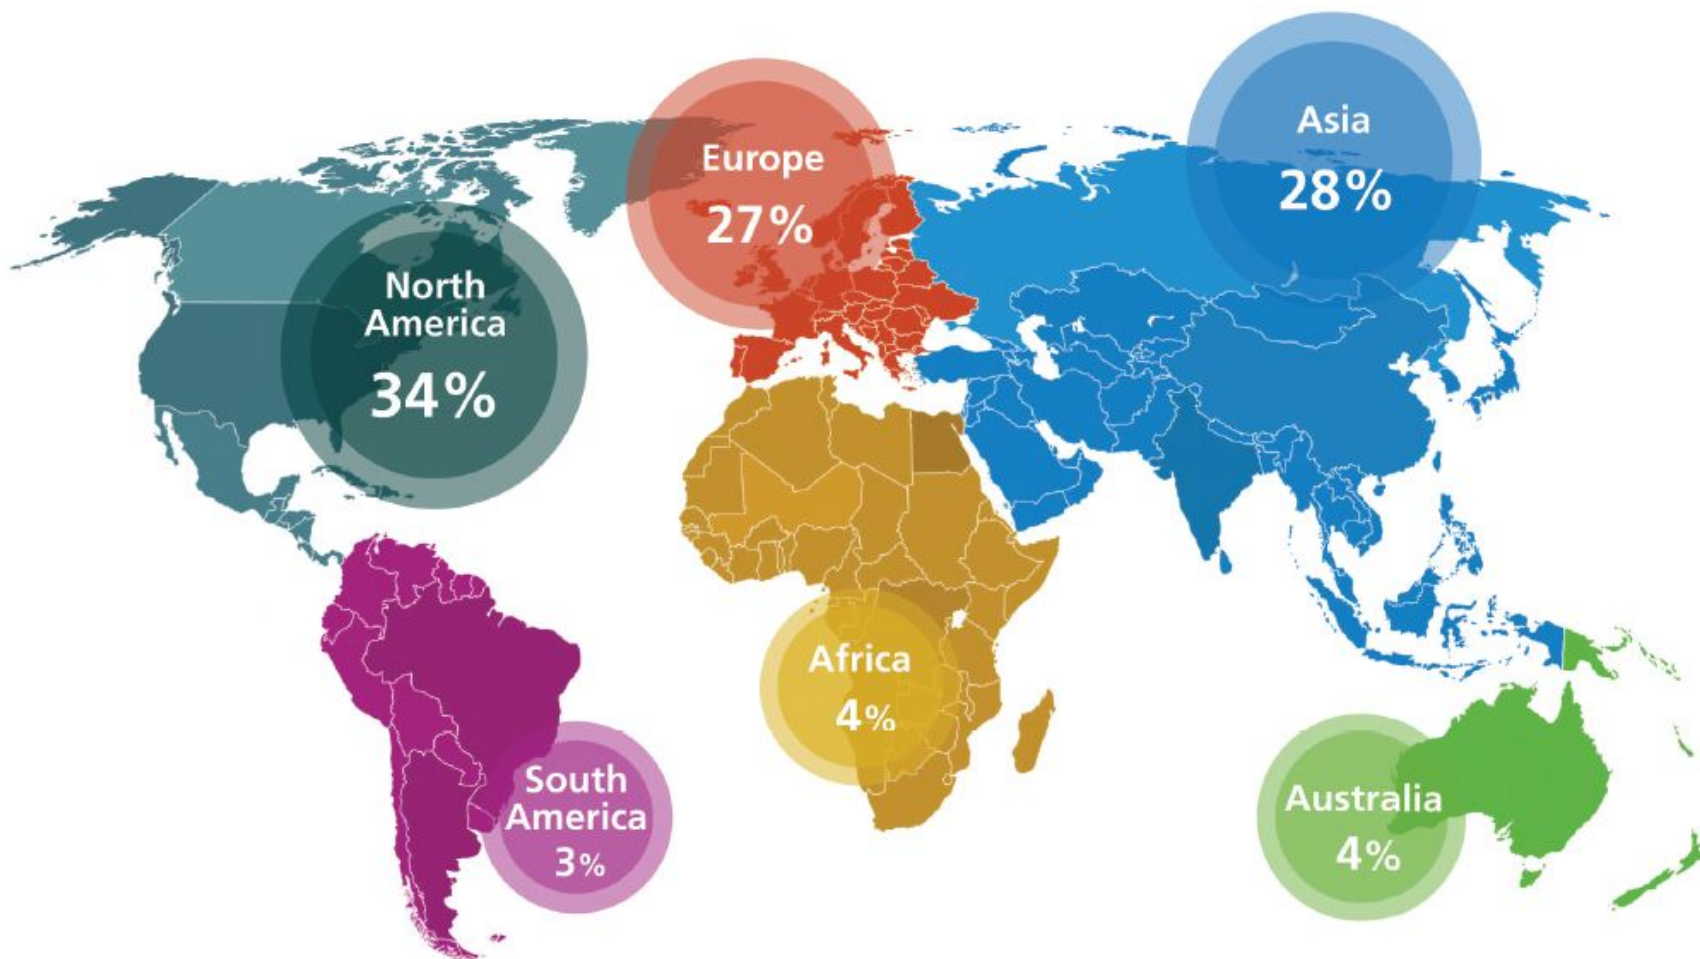 North
America
34%
Europe
27%
Asia
28%
South
America
3%
Africa
4%
Australia
4%